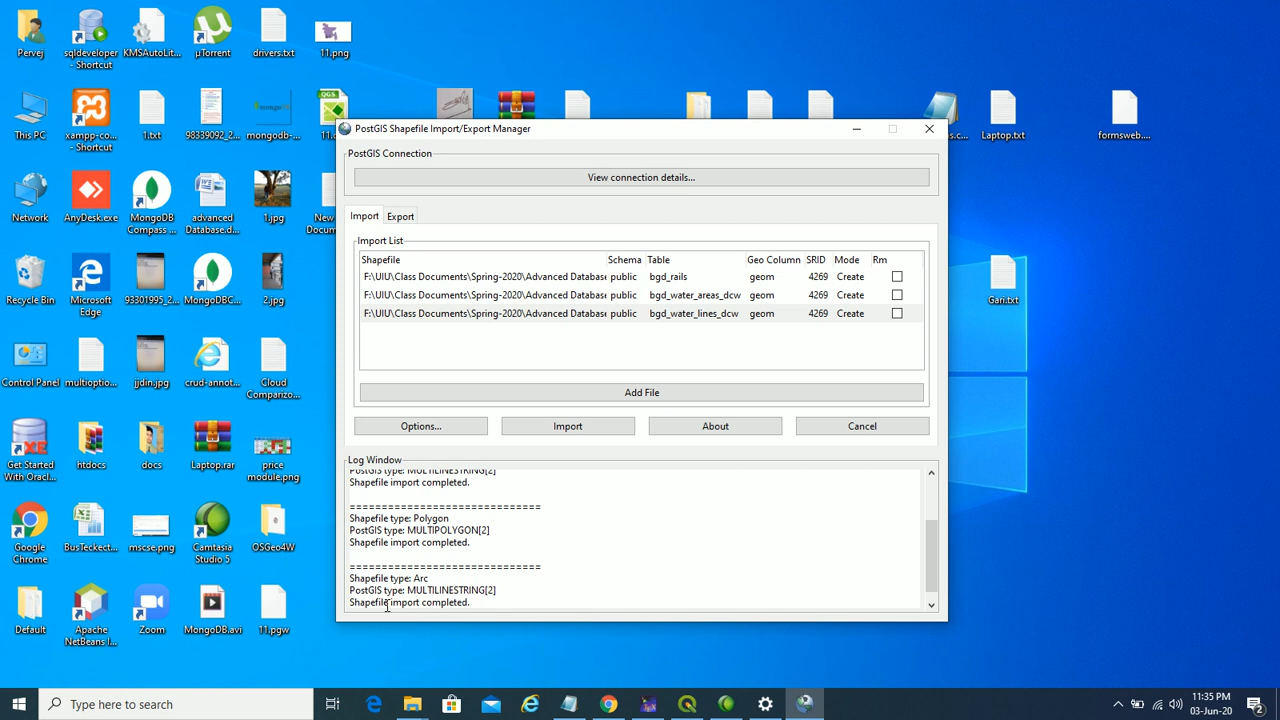 Pervej
sqldeveloper - Shortcut
KMSAutoLit...
µTorrent
drivers.txt
11.png
This PC
xampp-co... - Shortcut
1.txt
98339092_2...
mongodb-...
Laptop.txt
formsweb....
Network
AnyDesk.exe
MongoDB Compass ...
advanced Database.d...
1.jpg
Recycle Bin
Microsoft Edge
93301995_2...
MongoDBC...
2.jpg
Gari.txt
Control Panel
multioptio...
jjdin.jpg
crud-annot...
Cloud Comparizo...
Get Started With Oracl...
htdocs
docs
Laptop.rar
price module.png
Google Chrome
BusTeckect...
mscse.png
Camtasia Studio 5
OSGeo4W
Default
Apache NetBeans I...
Zoom
MongoDB.avi
11.pgw
PostGIS Shapefile Import/Export Manager
PostGIS Connection
View connection details...
Import Export
Import List
Shapefile Schema Table Geo Column SRID Mode Rm
F:\UIU\Class Documents\Spring-2020\Advanced Database public bgd_rails geom 4269 Create
F:\UIU\Class Documents\Spring-2020\Advanced Database public bgd_water_areas_dcw geom 4269 Create
F:\UIU\Class Documents\Spring-2020\Advanced Database public bgd_water_lines_dcw geom 4269 Create
Add File
Options... Import About Cancel
Log Window
PostGIS type: MULTILINESTRING[2]
Shapefile import completed.
==============================
Shapefile type: Polygon
PostGIS type: MULTIPOLYGON[2]
Shapefile import completed.
==============================
Shapefile type: Arc
PostGIS type: MULTILINESTRING[2]
Shapefile import completed.
Type here to search
11:35 PM
03-Jun-20
2